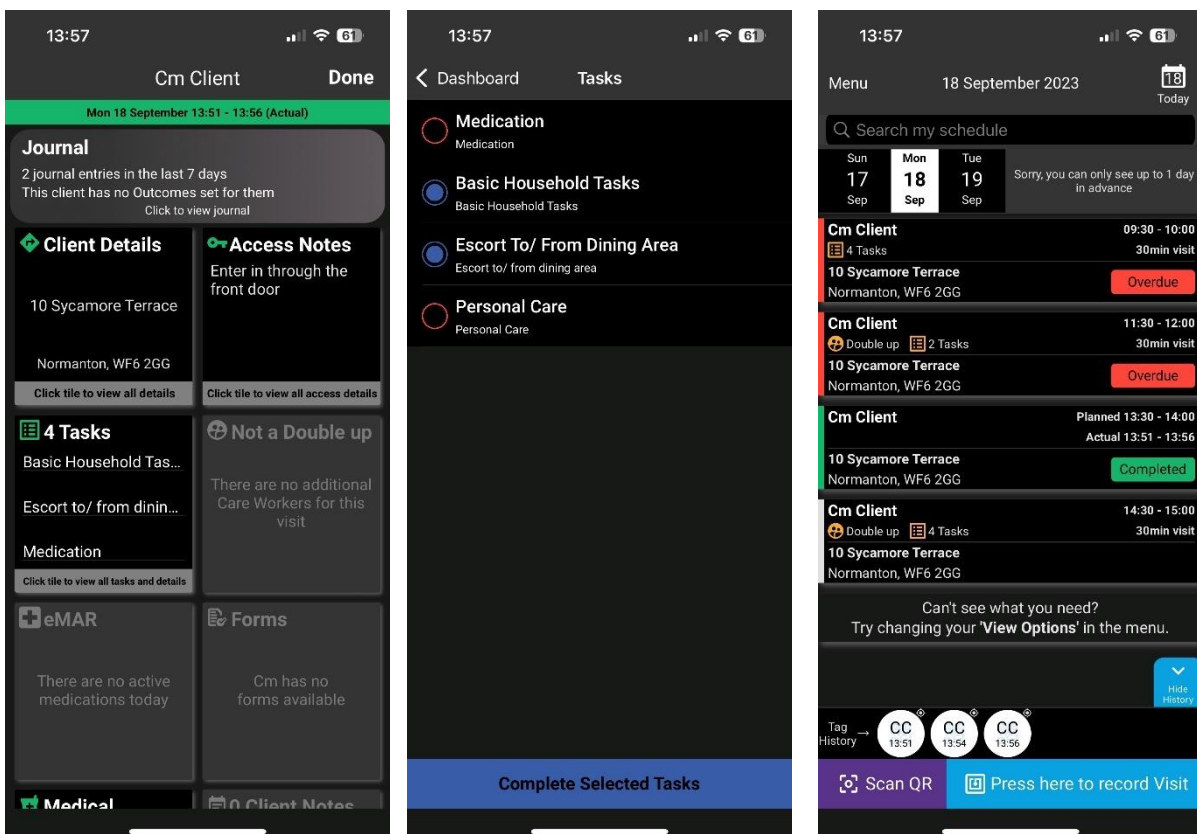 13:57
61
Cm Client
Done
Mon 18 September 13:51 - 13:56 (Actual)
Journal
2 journal entries in the last 7 days
This client has no Outcomes set for them
Click to view journal
Client Details
10 Sycamore Terrace
Normanton, WF6 2GG
Click tile to view all details
Access Notes
Enter in through the
front door
Click tile to view all access details
4 Tasks
Basic Household Tas...
Escort to/ from dinin...
Medication
Click tile to view all tasks and details
Not a Double up
There are no additional
Care Workers for this
visit
eMAR
There are no active
medications today
Forms
Cm has no
forms available
Medical
0 Client Notes
13:57
61
Dashboard
Tasks
Medication
Medication
Basic Household Tasks
Basic Household Tasks
Escort To/ From Dining Area
Escort to/ from dining area
Personal Care
Personal Care
Complete Selected Tasks
13:57
61
Menu
18 September 2023
18
Today
Search my schedule
Sun
17
Sep
Mon
18
Sep
Tue
19
Sep
Sorry, you can only see up to 1 day
in advance
Cm Client
09:30 - 10:00
4 Tasks
30min visit
10 Sycamore Terrace
Normanton, WF6 2GG
Overdue
Cm Client
11:30 - 12:00
Double up
2 Tasks
30min visit
10 Sycamore Terrace
Normanton, WF6 2GG
Overdue
Cm Client
Planned 13:30 - 14:00
Actual 13:51 - 13:56
10 Sycamore Terrace
Normanton, WF6 2GG
Completed
Cm Client
14:30 - 15:00
Double up
4 Tasks
30min visit
10 Sycamore Terrace
Normanton, WF6 2GG
Can't see what you need?
Try changing your 'View Options' in the menu.
Hide
History
Tag
History
CC
13:51
CC
13:54
CC
13:56
Scan QR
Press here to record Visit